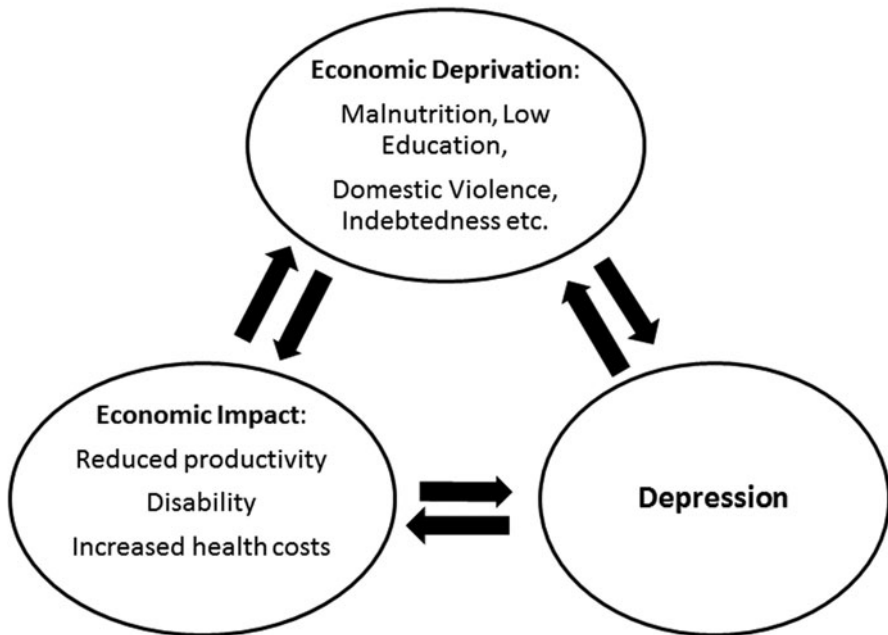 Economic Deprivation:
Malnutrition, Low
Education,
Domestic Violence,
Indebtedness etc.
Economic Impact:
Reduced productivity
Disability
Increased health costs
Depression